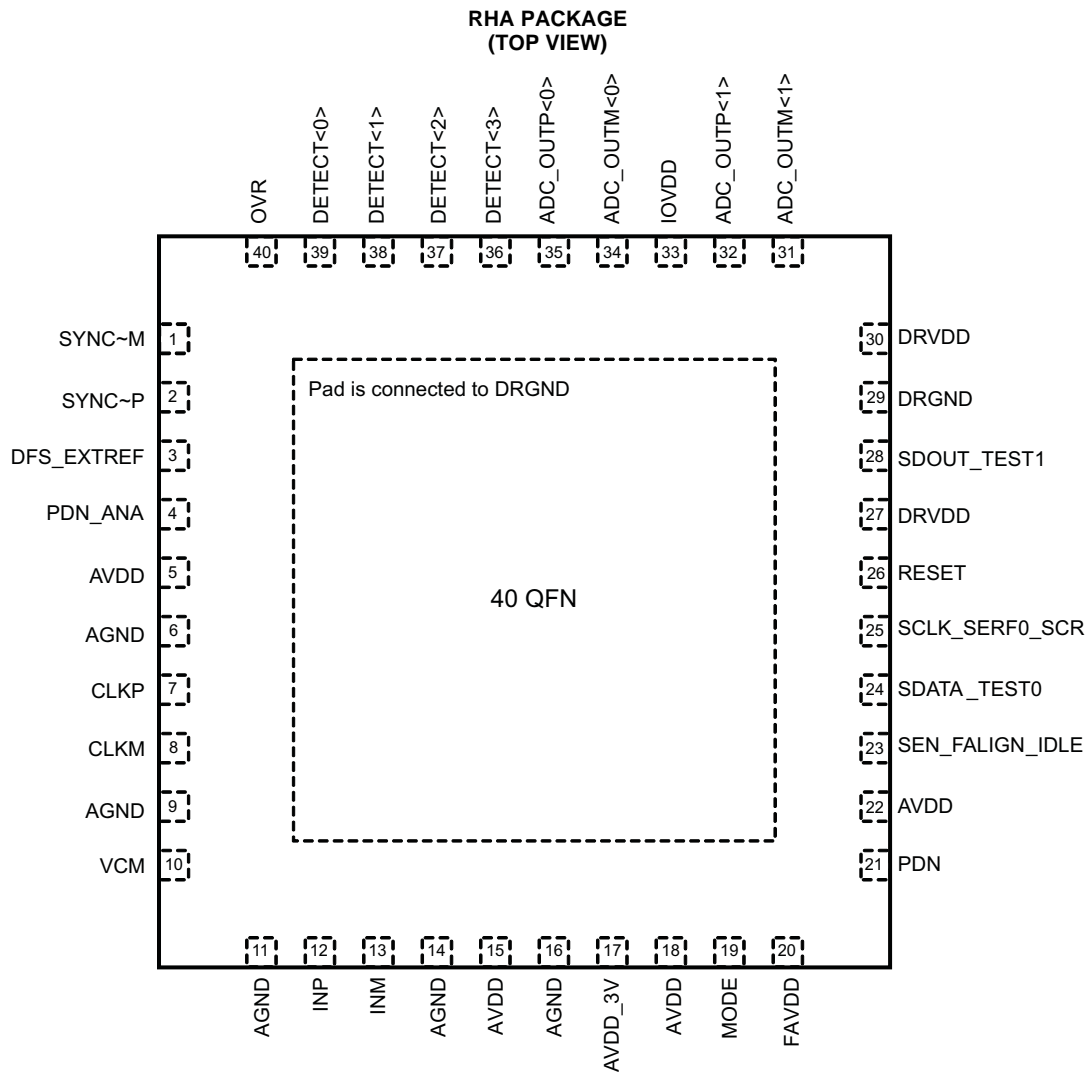 RHA PACKAGE
(TOP VIEW)
OVR
DETECT<0>
DETECT<1>
DETECT<2>
DETECT<3>
ADC_OUTP<0>
ADC_OUTM<0>
IOVDD
ADC_OUTP<1>
ADC_OUTM<1>
40 39 38 37 36 35 34 33 32 31
SYNC~M 1
SYNC~P 2
DFS_EXTREF 3
PDN_ANA 4
AVDD 5
AGND 6
CLKP 7
CLKM 8
AGND 9
VCM 10
Pad is connected to DRGND
40 QFN
30 DRVDD
29 DRGND
28 SDOUT_TEST1
27 DRVDD
26 RESET
25 SCLK_SERF0_SCR
24 SDATA_TEST0
23 SEN_FALIGN_IDLE
22 AVDD
21 PDN
11 12 13 14 15 16 17 18 19 20
AGND
INP
INM
AGND
AVDD
AGND
AVDD_3V
AVDD
MODE
FAVDD